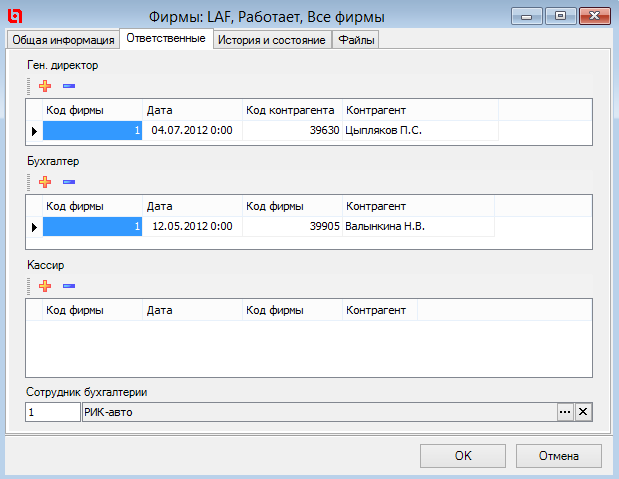 Фирмы: LAF, Работает, Все фирмы
Общая информация Ответственные История и состояние Файлы
Ген. директор
Код фирмы Дата Код контрагента Контрагент
1 04.07.2012 0:00 39630 Цыпляков П.С.
Бухгалтер
Код фирмы Дата Код фирмы Контрагент
1 12.05.2012 0:00 39905 Валынкина Н.В.
Кассир
Код фирмы Дата Код фирмы Контрагент
Сотрудник бухгалтерии
1 РИК-авто ...
OK Отмена